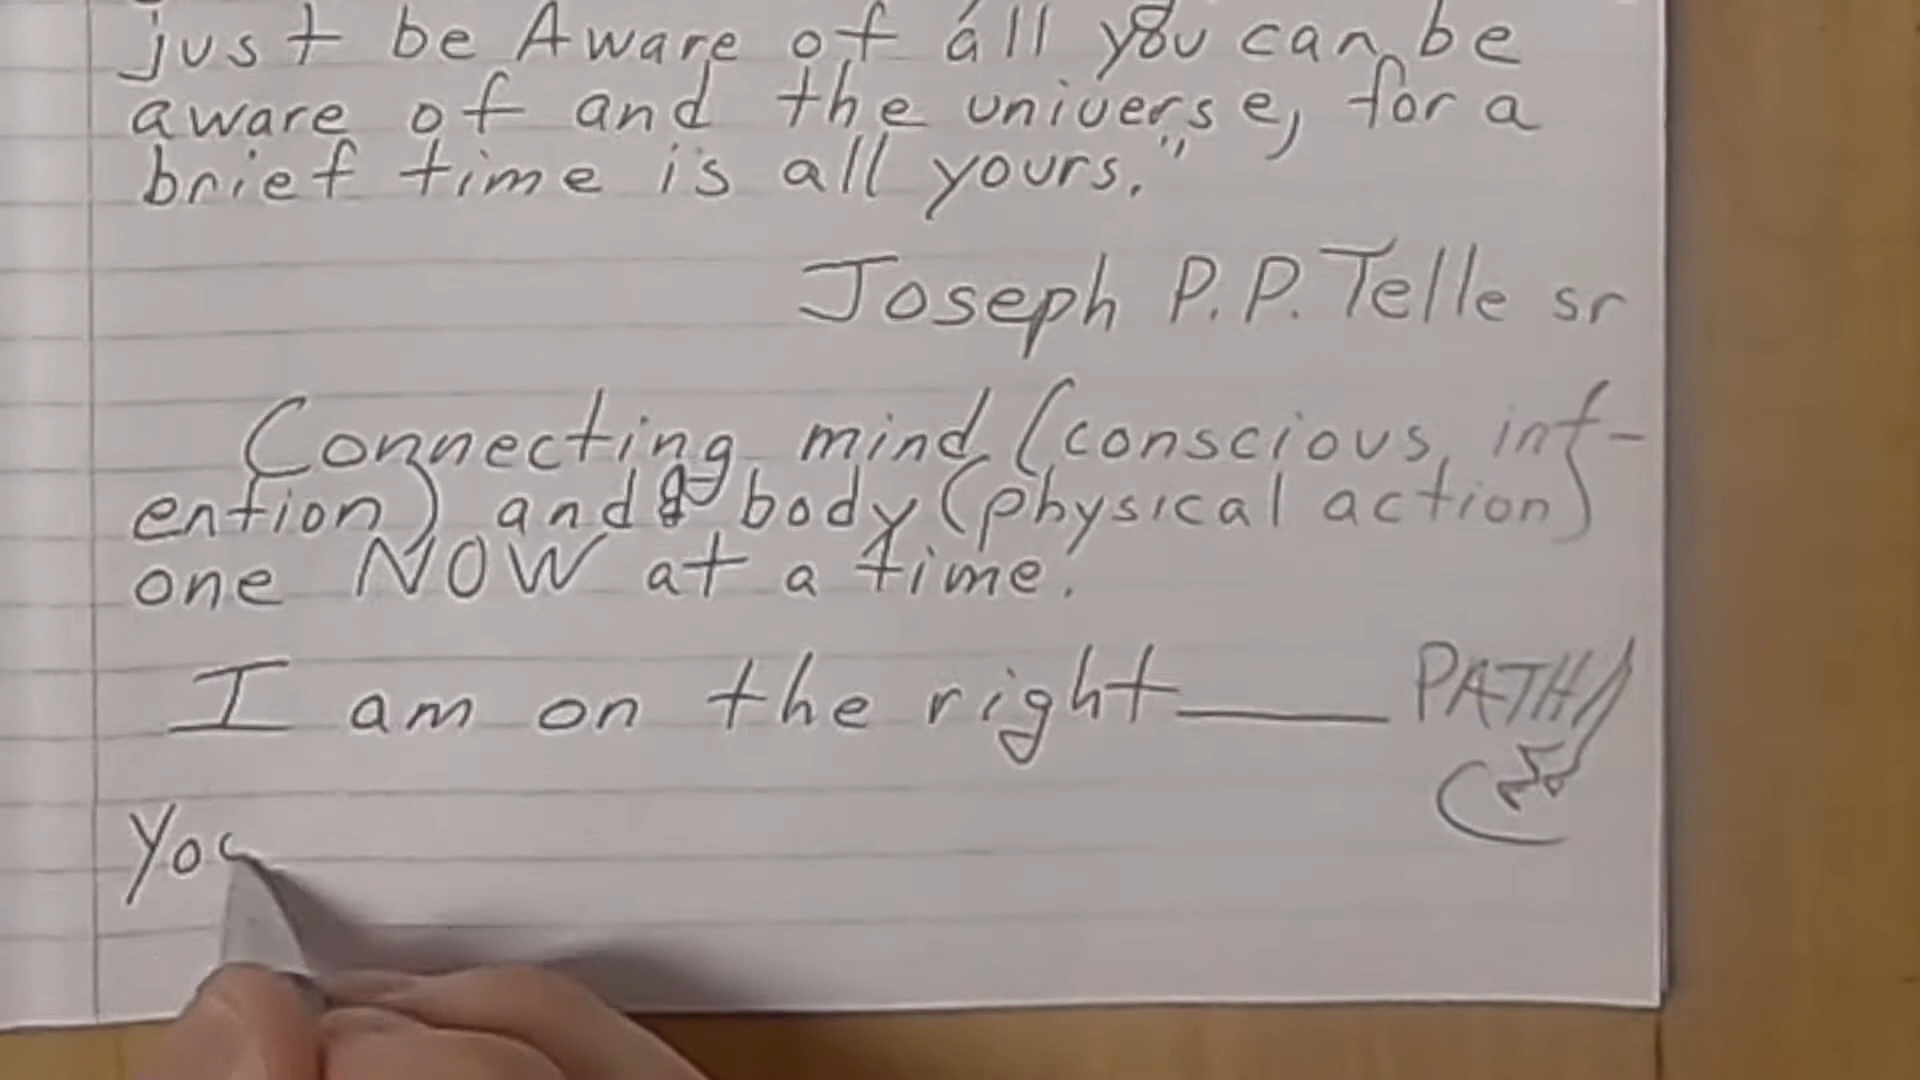 just be Aware of all you can be
aware of and the universe, for a
brief time is all yours."
Joseph P.P. Telle sr
Connecting mind (conscious, int-
ention) and body (physical action)
one NOW at a time.
I am on the right____ PATH!
You